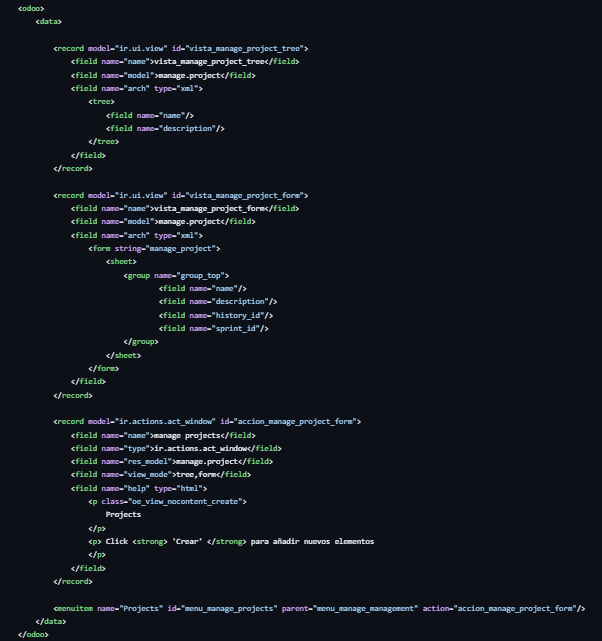 <odoo>
<data>
<record model="ir.ui.view" id="vista_manage_project_tree">
<field name="name">vista_manage_project_tree</field>
<field name="model">manage.project</field>
<field name="arch" type="xml">
<tree>
<field name="name"/>
<field name="description"/>
</tree>
</field>
</record>
<record model="ir.ui.view" id="vista_manage_project_form">
<field name="name">vista_manage_project_form</field>
<field name="model">manage.project</field>
<field name="arch" type="xml">
<form string="manage_project">
<sheet>
<group name="group_top">
<field name="name"/>
<field name="description"/>
<field name="history_id"/>
<field name="sprint_id"/>
</group>
</sheet>
</form>
</field>
</record>
<record model="ir.actions.act_window" id="accion_manage_project_form">
<field name="name">manage projects</field>
<field name="type">ir.actions.act_window</field>
<field name="res_model">manage.project</field>
<field name="view_mode">tree,form</field>
<field name="help" type="html">
<p class="oe_view_nocontent_create">
Projects
</p>
<p> Click <strong> 'Crear' </strong> para añadir nuevos elementos
</p>
</field>
</record>
<menuitem name="Projects" id="menu_manage_projects" parent="menu_manage_management" action="accion_manage_project_form"/>
</data>
</odoo>